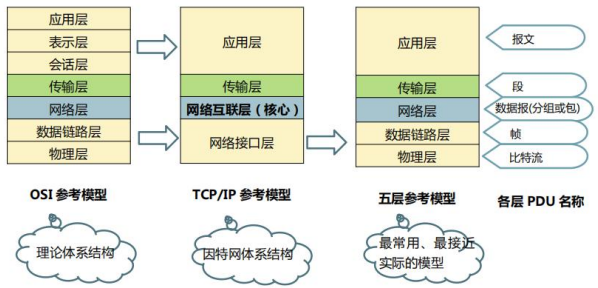 应用层
表示层
会话层
传输层
网络层
数据链路层
物理层
OSI 参考模型
理论体系结构
应用层
传输层
网络互联层（核心）
网络接口层
TCP/IP 参考模型
因特网体系结构
应用层
传输层
网络层
数据链路层
物理层
五层参考模型
最常用、最接近
实际的模型
报文
段
数据报(分组或包)
帧
比特流
各层 PDU 名称